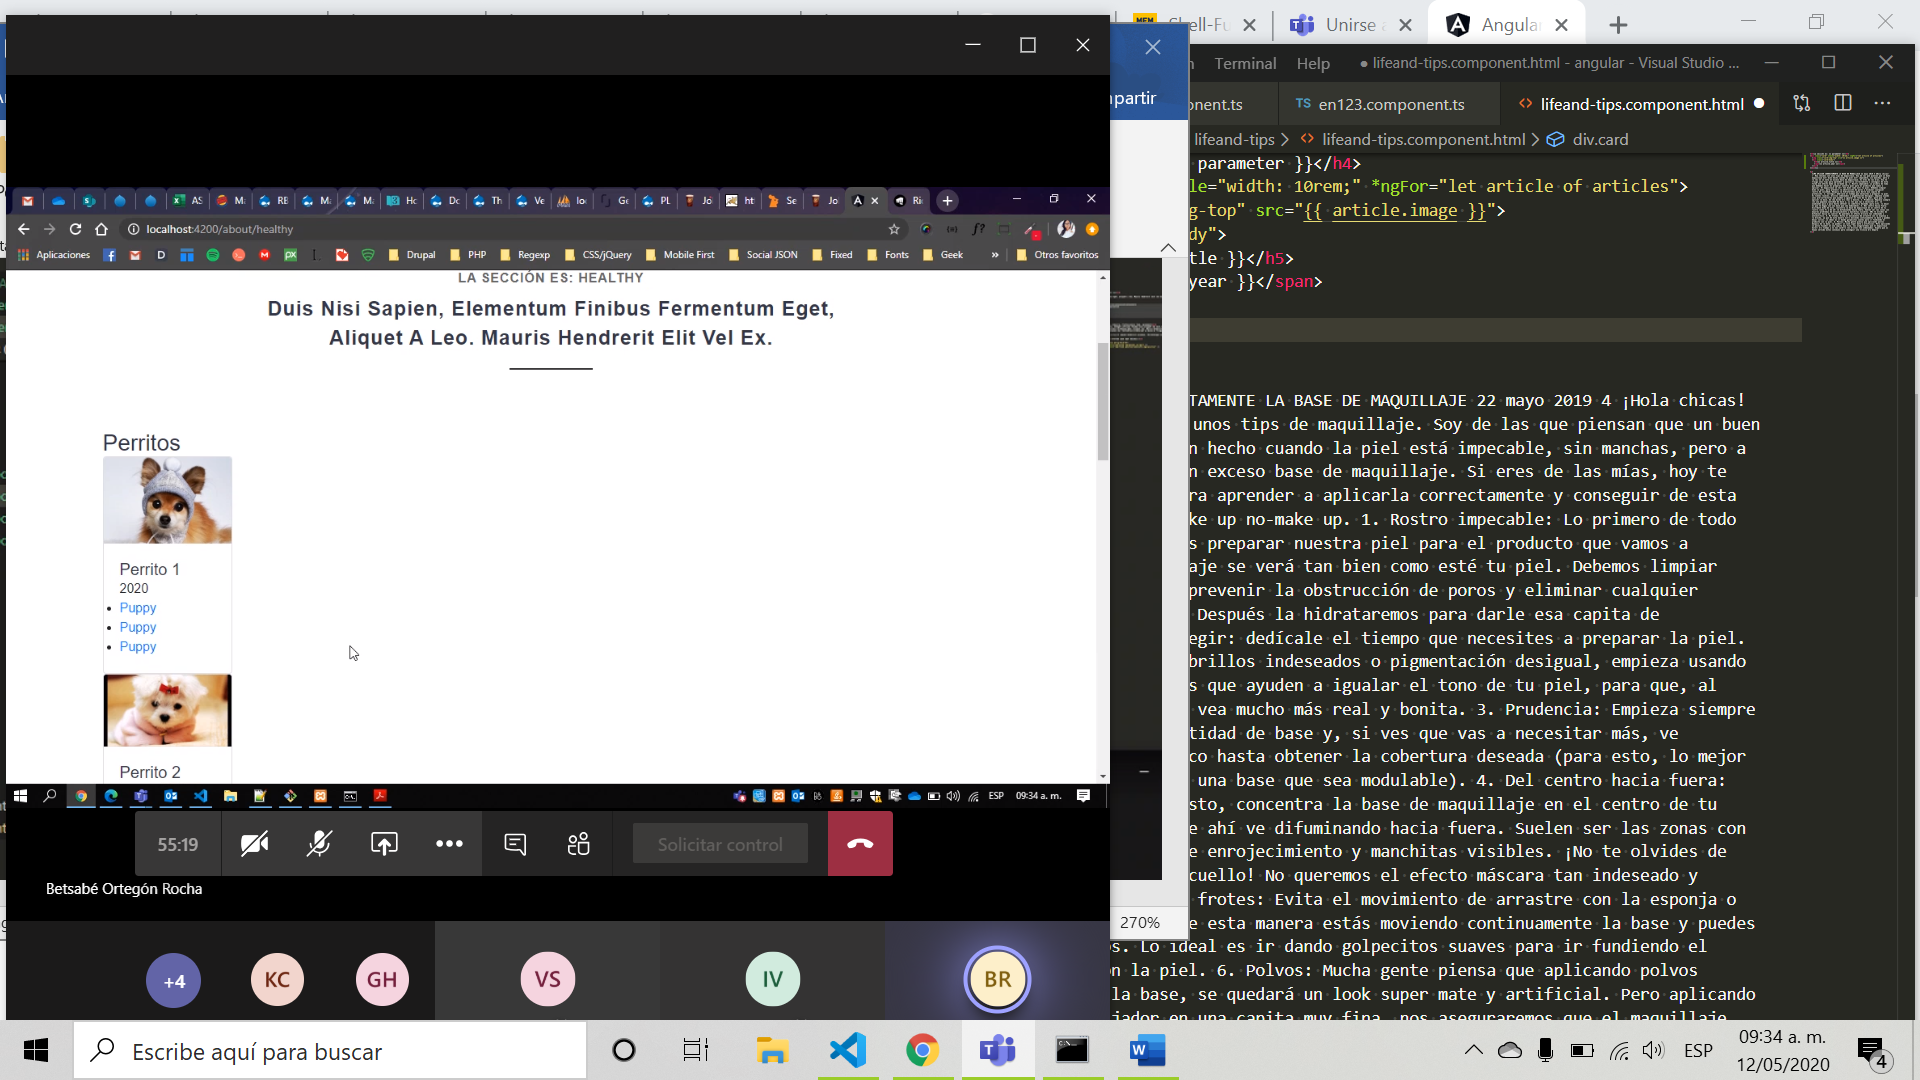 Shell-Fu
Unirse a
Angula
Terminal Help
lifeand-tips.component.html - angular - Visual Studio ...
partir
nent.ts
TS en123.component.ts
<> lifeand-tips.component.html
lifeand-tips > <> lifeand-tips.component.html > div.card
parameter }}</h4>
le="width: 10rem;" *ngFor="let article of articles">
g-top" src="{{ article.image }}">
dy">
tle }}</h5>
year }}</span>
TAMENTE LA BASE DE MAQUILLAJE 22 mayo 2019 4 ¡Hola chicas!
unos tips de maquillaje. Soy de las que piensan que un buen
n hecho cuando la piel está impecable, sin manchas, pero a
n exceso base de maquillaje. Si eres de las mías, hoy te
ra aprender a aplicarla correctamente y conseguir de esta
ke up no-make up. 1. Rostro impecable: Lo primero de todo
s preparar nuestra piel para el producto que vamos a
aje se verá tan bien como esté tu piel. Debemos limpiar
prevenir la obstrucción de poros y eliminar cualquier
Después la hidrataremos para darle esa capita de
egir: dedícale el tiempo que necesites a preparar la piel.
brillos indeseados o pigmentación desigual, empieza usando
s que ayuden a igualar el tono de tu piel, para que, al
vea mucho más real y bonita. 3. Prudencia: Empieza siempre
tidad de base y, si ves que vas a necesitar más, ve
co hasta obtener la cobertura deseada (para esto, lo mejor
una base que sea modulable). 4. Del centro hacia fuera:
sto, concentra la base de maquillaje en el centro de tu
e ahí ve difuminando hacia fuera. Suelen ser las zonas con
e enrojecimiento y manchitas visibles. ¡No te olvides de
cuello! No queremos el efecto máscara tan indeseado y
frotes: Evita el movimiento de arrastre con la esponja o
e esta manera estás moviendo continuamente la base y puedes
s. Lo ideal es ir dando golpecitos suaves para ir fundiendo el
n la piel. 6. Polvos: Mucha gente piensa que aplicando polvos
la base, se quedará un look super mate y artificial. Pero aplicando
iador en una capita muy fina, nos aseguraremos que el maquillaje
270%
localhost:4200/about/healthy
Aplicaciones Drupal PHP Regexp CSS/jQuery Mobile First Social JSON Fixed Fonts Geek » Otros favoritos
LA SECCIÓN ES: HEALTHY
Duis Nisi Sapien, Elementum Finibus Fermentum Eget,
Aliquet A Leo. Mauris Hendrerit Elit Vel Ex.
Perritos
Perrito 1
2020
Puppy
Puppy
Puppy
Perrito 2
ESP 09:34 a. m.
55:19
Solicitar control
Betsabé Ortegón Rocha
+4 KC GH VS IV BR
Escribe aquí para buscar
ESP
09:34 a. m.
12/05/2020
4